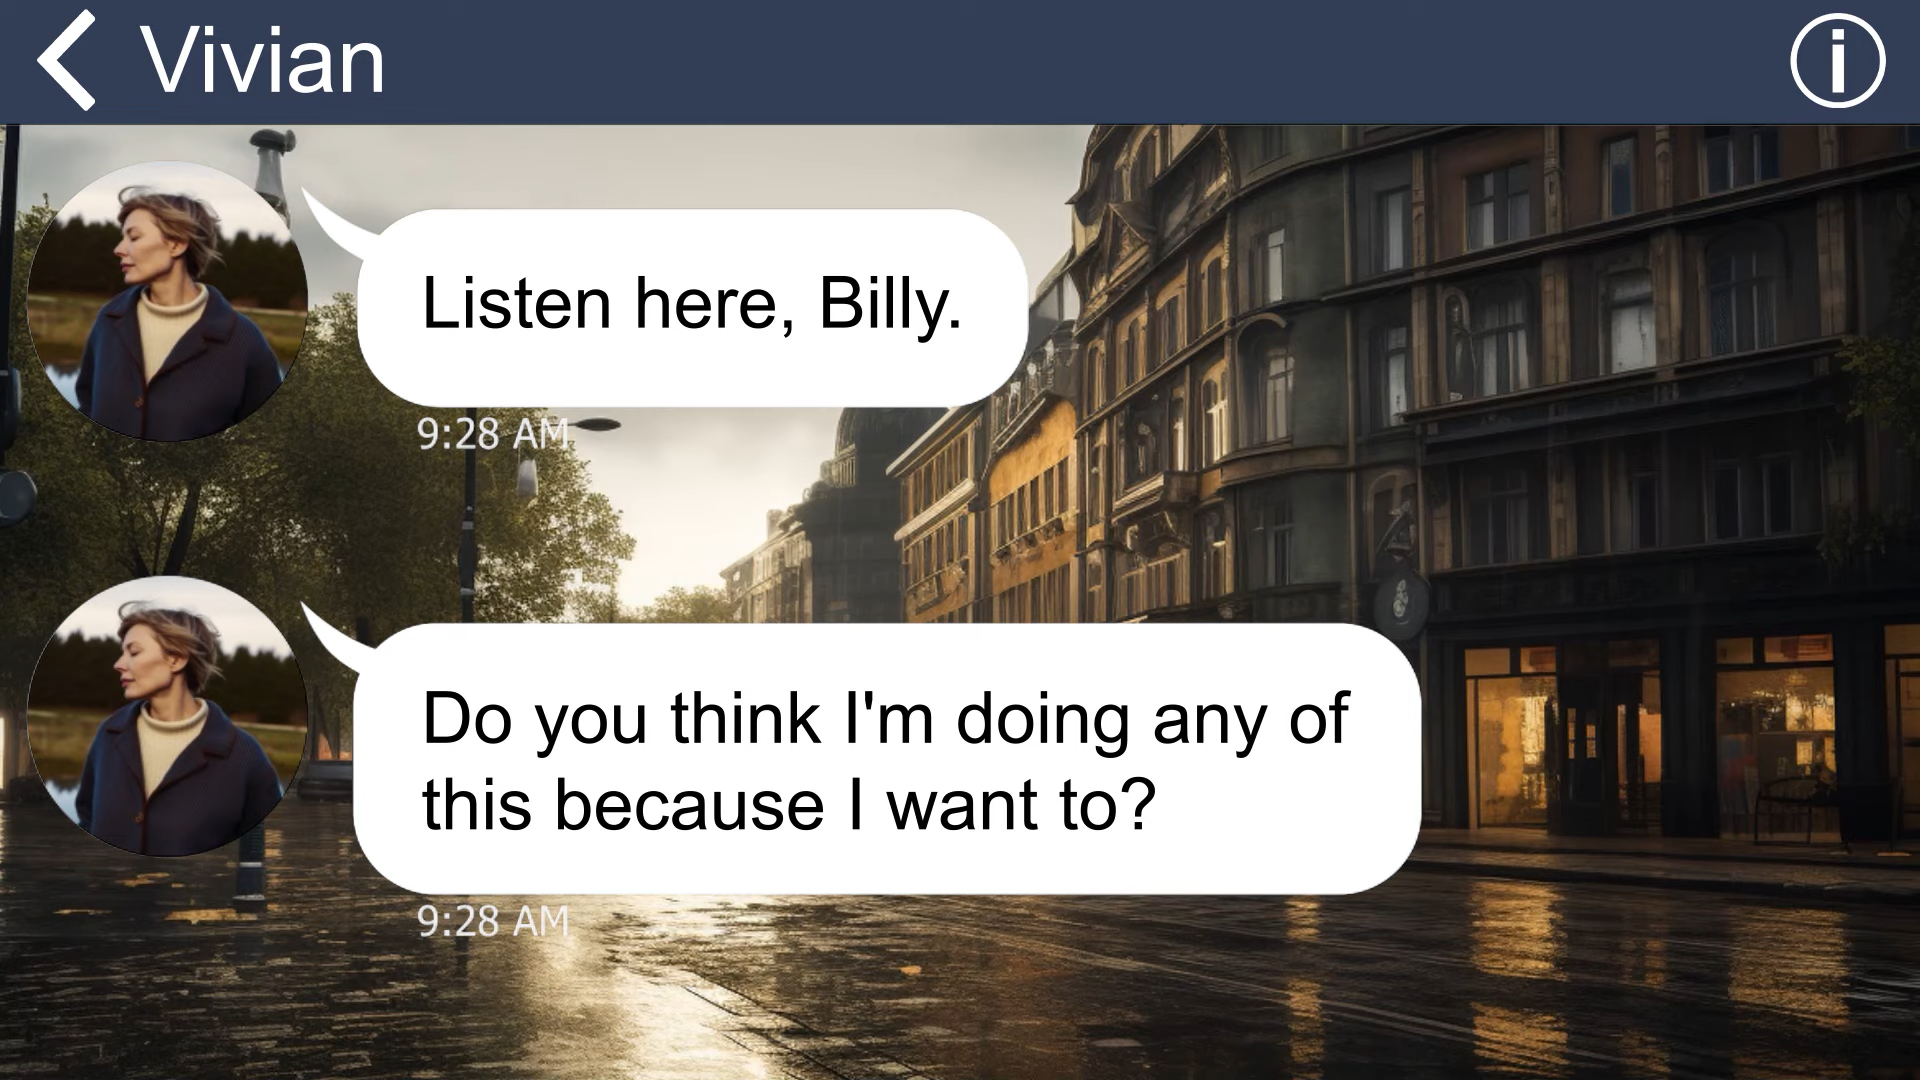 Vivian
Listen here, Billy.
9:28 AM
Do you think I'm doing any of
this because I want to?
9:28 AM